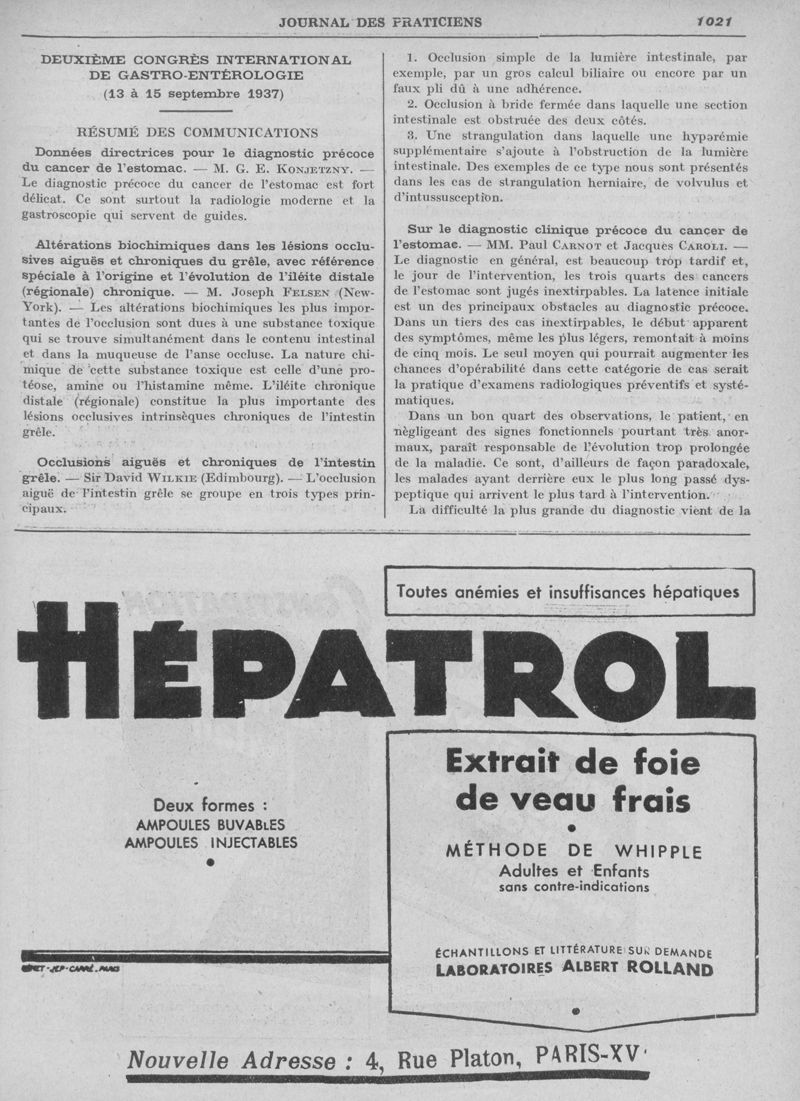 JOURNAL DES PRATICIENS 1021
DEUXIÈME CONGRÈS INTERNATIONAL
DE GASTRO-ENTÉROLOGIE
(13 à 15 septembre 1937)
RÉSUMÉ DES COMMUNICATIONS
Données directrices pour le diagnostic précoce
du cancer de l'estomac. — M. G. E. KONJETZNY. —
Le diagnostic précoce du cancer de l'estomac est fort
délicat. Ce sont surtout la radiologie moderne et la
gastroscopie qui servent de guides.
Altérations biochimiques dans les lésions occlu-
sives aiguës et chroniques du grêle, avec référence
spéciale à l'origine et l'évolution de l'iléite distale
(régionale) chronique. — M. Joseph FELSEN (New-
York). — Les altérations biochimiques les plus impor-
tantes de l'occlusion sont dues à une substance toxique
qui se trouve simultanément dans le contenu intestinal
et dans la muqueuse de l'anse occluse. La nature chi-
mique de cette substance toxique est celle d'une pro-
téose, amine ou l'histamine même. L'iléite chronique
distale (régionale) constitue la plus importante des
lésions occlusives intrinsèques chroniques de l'intestin
grêle.
Occlusions aiguës et chroniques de l'intestin
grêle. — Sir David WILKIE (Edimbourg). — L'occlusion
aiguë de l'intestin grêle se groupe en trois types prin-
cipaux.
1. Occlusion simple de la lumière intestinale, par
exemple, par un gros calcul biliaire ou encore par un
faux pli dû à une adhérence.
2. Occlusion à bride fermée dans laquelle une section
intestinale est obstruée des deux côtés.
3. Une strangulation dans laquelle une hyporémie
supplémentaire s'ajoute à l'obstruction de la lumière
intestinale. Des exemples de ce type nous sont présentés
dans les cas de strangulation herniaire, de volvulus et
d'intussusception.
Sur le diagnostic clinique précoce du cancer de
l'estomac. — MM. Paul CARNOT et Jacques CAROLI. —
Le diagnostic en général, est beaucoup trop tardif et,
le jour de l'intervention, les trois quarts des cancers
de l'estomac sont jugés inextirpables. La latence initiale
est un des principaux obstacles au diagnostic précoce.
Dans un tiers des cas inextirpables, le début apparent
des symptômes, même les plus légers, remontait à moins
de cinq mois. Le seul moyen qui pourrait augmenter les
chances d'opérabilité dans cette catégorie de cas serait
la pratique d'examens radiologiques préventifs et systé-
matiques.
Dans un bon quart des observations, le patient, en
négligeant des signes fonctionnels pourtant très anor-
maux, paraît responsable de l'évolution trop prolongée
de la maladie. Ce sont, d'ailleurs de façon paradoxale,
les malades ayant derrière eux le plus long passé dys-
peptique qui arrivent le plus tard à l'intervention.
La difficulté la plus grande du diagnostic vient de la
Toutes anémies et insuffisances hépatiques
HÉPATROL
Deux formes :
AMPOULES BUVABLES
AMPOULES INJECTABLES
Extrait de foie
de veau frais
MÉTHODE DE WHIPPLE
Adultes et Enfants
sans contre-indications
ÉCHANTILLONS ET LITTÉRATURE SUR DEMANDE
LABORATOIRES ALBERT ROLLAND
Nouvelle Adresse : 4, Rue Platon, PARIS-XV